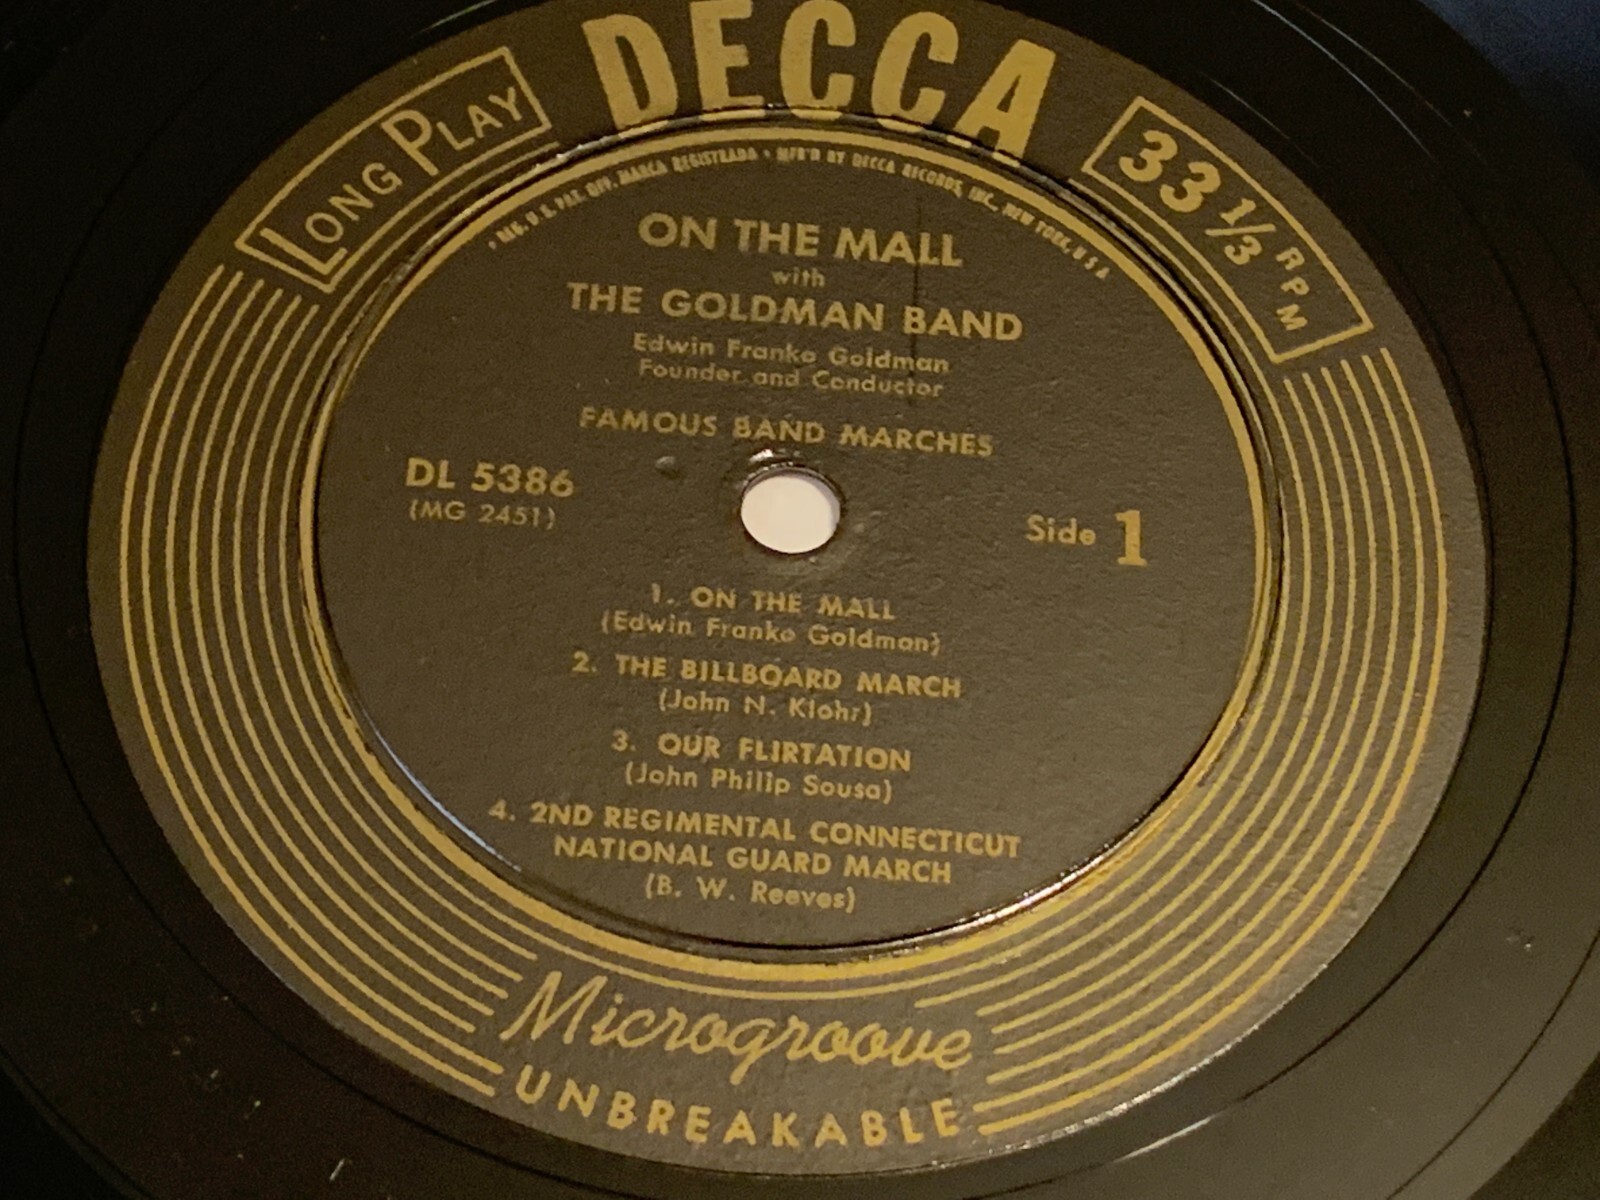 DECCA
LONG PLAY
33 1/3 RPM
• REG. U.S. PAT. OFF. MARCA REGISTRADA • MFR'D BY DECCA RECORDS, INC., NEW YORK, U.S.A.
ON THE MALL
with
THE GOLDMAN BAND
Edwin Franko Goldman
Founder and Conductor
FAMOUS BAND MARCHES
DL 5386
(MG 2451)
Side 1
1. ON THE MALL
(Edwin Franko Goldman)
2. THE BILLBOARD MARCH
(John N. Klohr)
3. OUR FLIRTATION
(John Philip Sousa)
4. 2ND REGIMENTAL CONNECTICUT
NATIONAL GUARD MARCH
(B. W. Reeves)
Microgroove
UNBREAKABLE